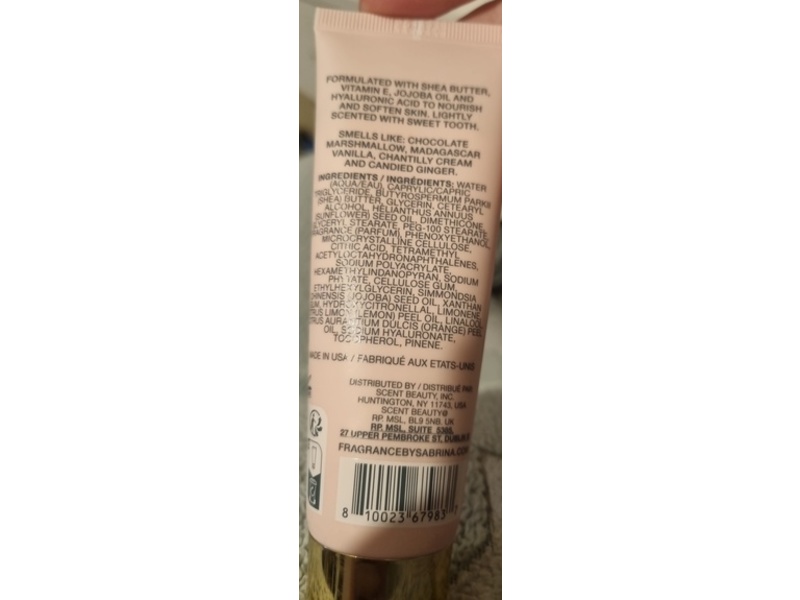 FORMULATED WITH SHEA BUTTER,
VITAMIN E, JOJOBA OIL AND
HYALURONIC ACID TO NOURISH
AND SOFTEN SKIN. LIGHTLY
SCENTED WITH SWEET TOOTH.
SMELLS LIKE: CHOCOLATE
MARSHMALLOW, MADAGASCAR
VANILLA, CHANTILLY CREAM
AND CANDIED GINGER.
INGREDIENTS / INGRÉDIENTS: WATER
(AQUA/EAU), CAPRYLIC/CAPRIC
TRIGLYCERIDE, BUTYROSPERMUM PARKII
(SHEA) BUTTER, GLYCERIN, CETEARYL
ALCOHOL, HELIANTHUS ANNUUS
(SUNFLOWER) SEED OIL, DIMETHICONE,
GLYCERYL STEARATE, PEG-100 STEARATE,
FRAGRANCE (PARFUM), PHENOXYETHANOL,
MICROCRYSTALLINE CELLULOSE,
CITRIC ACID, TETRAMETHYL
ACETYLOCTAHYDRONAPHTHALENES,
SODIUM POLYACRYLATE,
HEXAMETHYLINDANOPYRAN, SODIUM
PHYTATE, CELLULOSE GUM,
ETHYLHEXYLGLYCERIN, SIMMONDSIA
CHINENSIS (JOJOBA) SEED OIL, XANTHAN
GUM, HYDROXYCITRONELLAL, LIMONENE,
CITRUS LIMON (LEMON) PEEL OIL, LINALOOL,
CITRUS AURANTIUM DULCIS (ORANGE) PEEL
OIL, SODIUM HYALURONATE,
TOCOPHEROL, PINENE.
MADE IN USA / FABRIQUÉ AUX ETATS-UNIS
DISTRIBUTED BY / DISTRIBUÉ PAR
SCENT BEAUTY, INC.
HUNTINGTON, NY 11743, USA
SCENT BEAUTY®
RP. MSL, BL9 5NB, UK
RP. MSL, SUITE 5385,
27 UPPER PEMBROKE ST,
FRAGRANCEBYSABRINA.COM
8 10023 67983